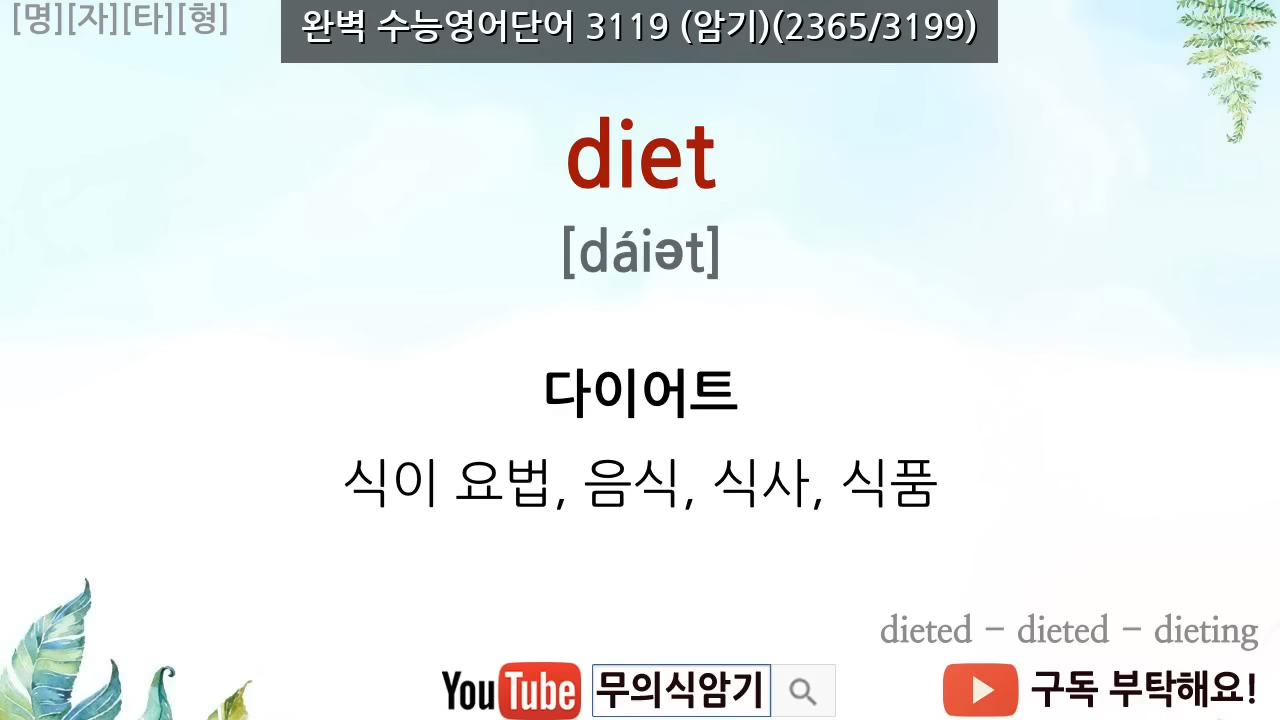 [명][자][타][형]
완벽 수능영어단어 3119 (암기)(2365/3199)
diet
[dáiət]
다이어트
식이 요법, 음식, 식사, 식품
dieted - dieted - dieting
YouTube 무의식암기
구독 부탁해요!